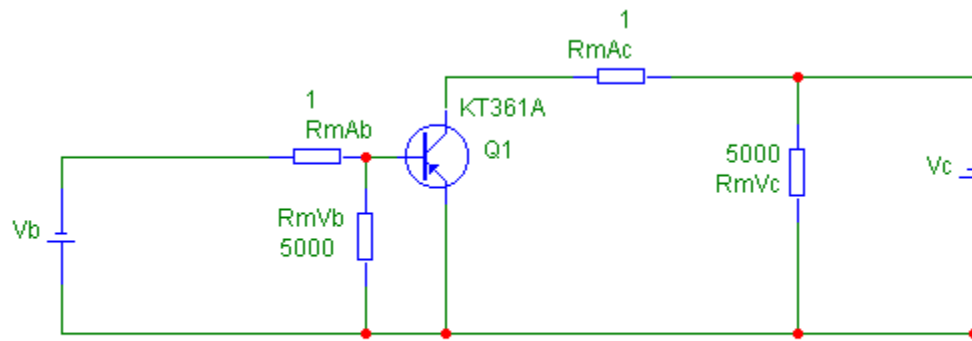 1
RmAc
1
RmAb
KT361A
Q1
5000
RmVc
Vc
RmVb
5000
Vb